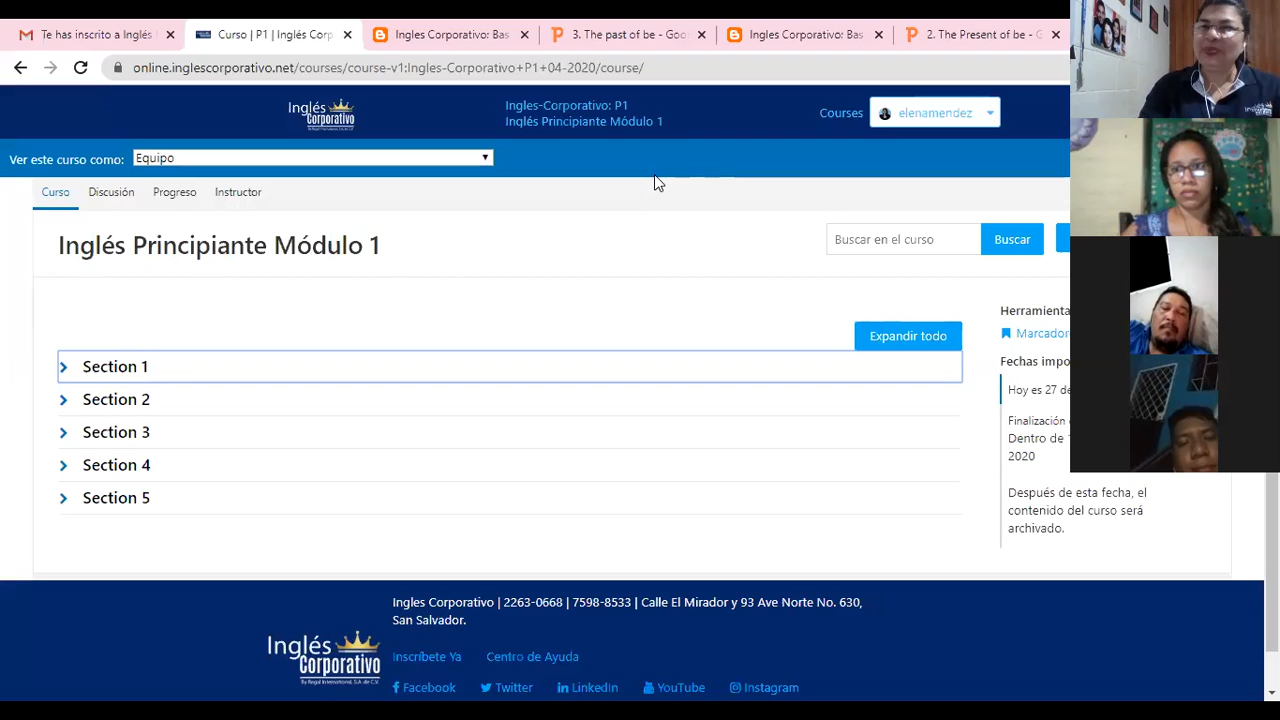 Te has inscrito a Inglés
Curso | P1 | Inglés Corp
Ingles Corporativo: Bas
3. The past of be - Goo
Ingles Corporativo: Bas
2. The Present of be - G
online.inglescorporativo.net/courses/course-v1:Ingles-Corporativo+P1+04-2020/course/
Inglés
Corporativo
Ingles-Corporativo: P1
Inglés Principiante Módulo 1
Courses
elenamendez
Ver este curso como:
Equipo
Curso
Discusión
Progreso
Instructor
Inglés Principiante Módulo 1
Buscar en el curso
Buscar
Expandir todo
Section 1
Section 2
Section 3
Section 4
Section 5
Herramienta
Marcador
Fechas impo
Hoy es 27 de
Finalización
Dentro de
2020
Después de esta fecha, el
contenido del curso será
archivado.
Ingles Corporativo | 2263-0668 | 7598-8533 | Calle El Mirador y 93 Ave Norte No. 630,
San Salvador.
Inglés
Corporativo
By Regal International, S.A. de C.V.
Inscríbete Ya
Centro de Ayuda
Facebook
Twitter
LinkedIn
YouTube
Instagram